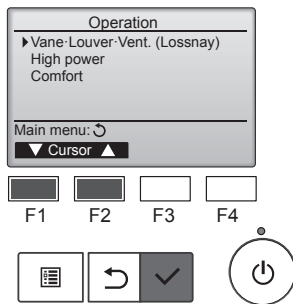 Operation
Vane·Louver·Vent. (Lossnay)
High power
Comfort
Main menu:
Cursor
F1 F2 F3 F4